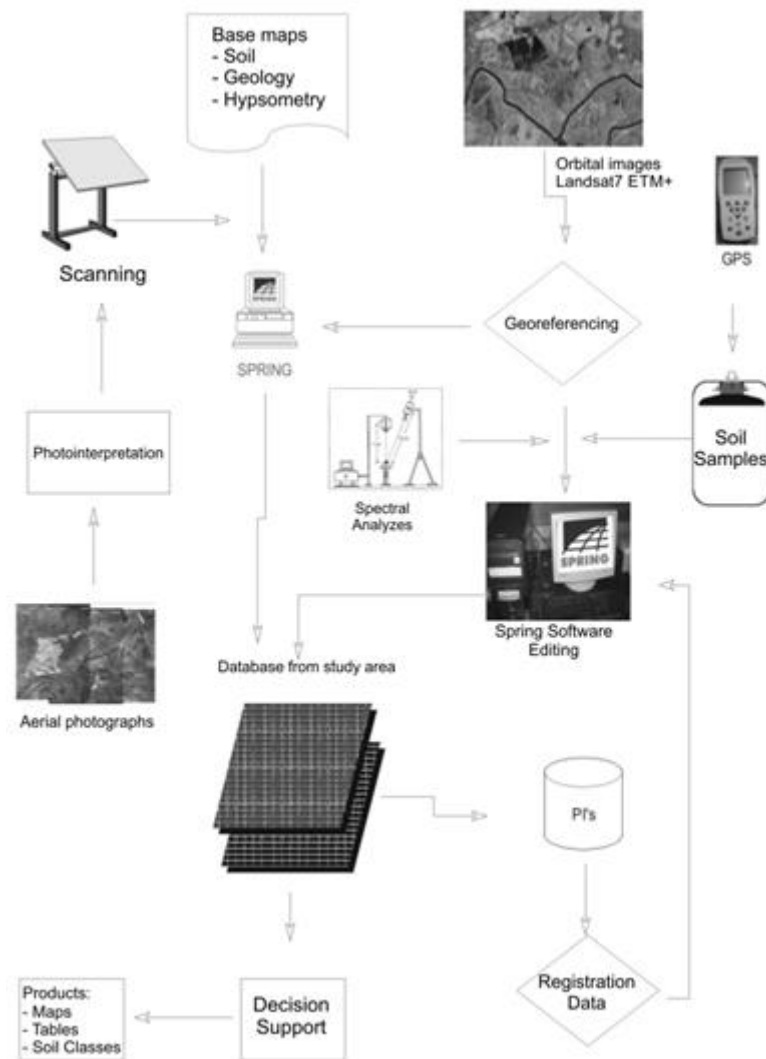 Base maps
- Soil
- Geology
- Hypsometry
Orbital images
Landsat7 ETM+
GPS
Scanning
SPRING
SPRING
Georeferencing
Soil
Samples
Photointerpretation
Spectral
Analyzes
SPRING
Spring Software
Editing
Database from study area
Aerial photographs
PI's
Registration
Data
Products:
- Maps
- Tables
- Soil Classes
Decision
Support